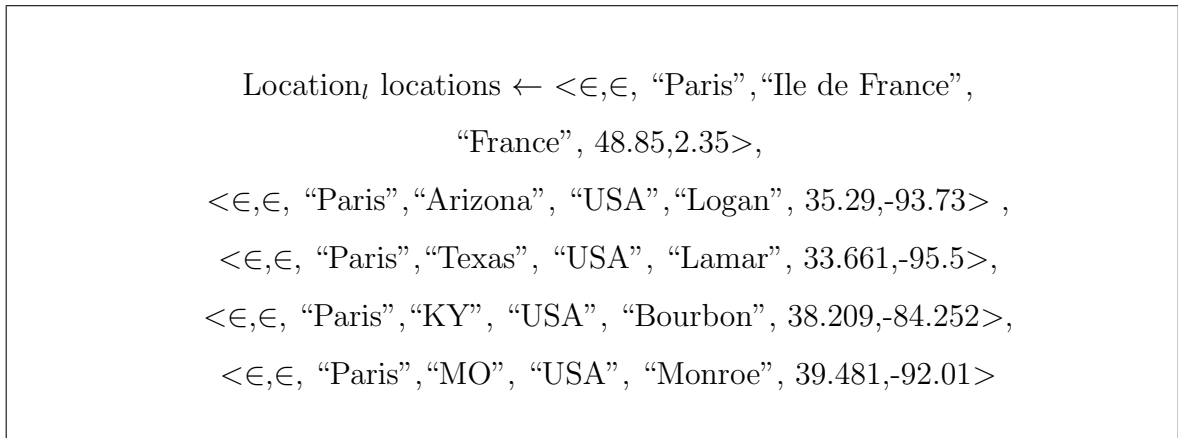 Locationₗ locations ← <∈,∈, “Paris”,“Ile de France”,
“France”, 48.85,2.35>,
<∈,∈, “Paris”,“Arizona”, “USA”,“Logan”, 35.29,-93.73> ,
<∈,∈, “Paris”,“Texas”, “USA”, “Lamar”, 33.661,-95.5>,
<∈,∈, “Paris”,“KY”, “USA”, “Bourbon”, 38.209,-84.252>,
<∈,∈, “Paris”,“MO”, “USA”, “Monroe”, 39.481,-92.01>